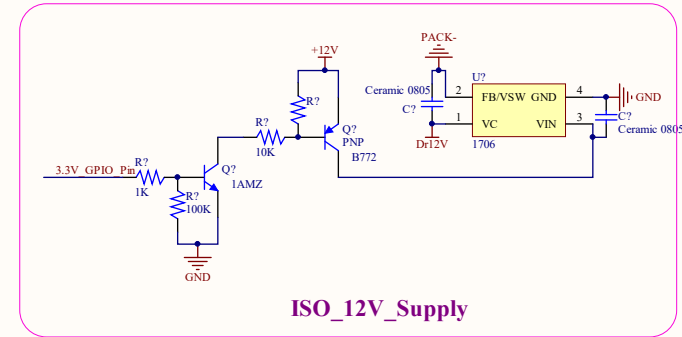 +12V
PACK-
U?
Ceramic 0805
2
FB/VSW GND
4
GND
R?
C?
C?
R?
Q?
1
VC
VIN
3
Ceramic 0805
PNP
Dr12V
1706
10K
B772
3.3V_GPIO_Pin
R?
Q?
1K
1AMZ
R?
100K
GND
ISO_12V_Supply